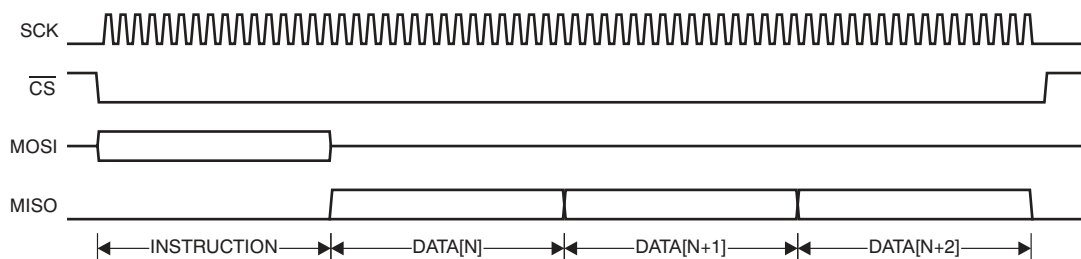 SCK
CS
MOSI
MISO
INSTRUCTION DATA[N] DATA[N+1] DATA[N+2]